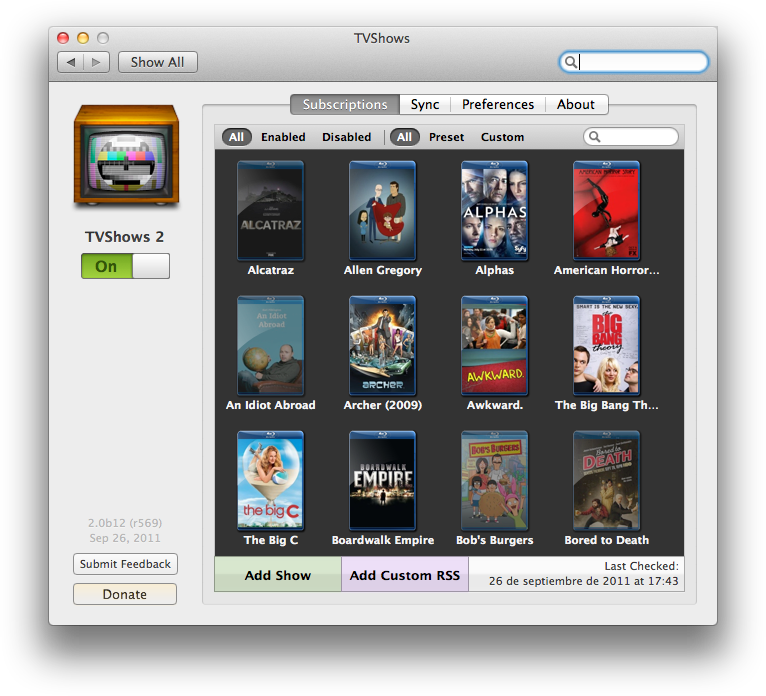 TVShows
Show All
Subscriptions Sync Preferences About
All Enabled Disabled All Preset Custom
TVShows 2
On
ALCATRAZ
ALPHAS
AMERICAN HORROR STORY
FX
Alcatraz Allen Gregory Alphas American Horror...
An Idiot
Abroad
ARCHER
AWKWARD.
SMART IS THE NEW SEXY.
the
BIG
BANG
theory
An Idiot Abroad Archer (2009) Awkward. The Big Bang Th...
the big C
BOARDWALK
EMPIRE
BOB'S BURGERS
Bored to
DEATH
The Big C Boardwalk Empire Bob's Burgers Bored to Death
2.0b12 (r569)
Sep 26, 2011
Submit Feedback
Donate
Add Show Add Custom RSS
Last Checked:
26 de septiembre de 2011 at 17:43